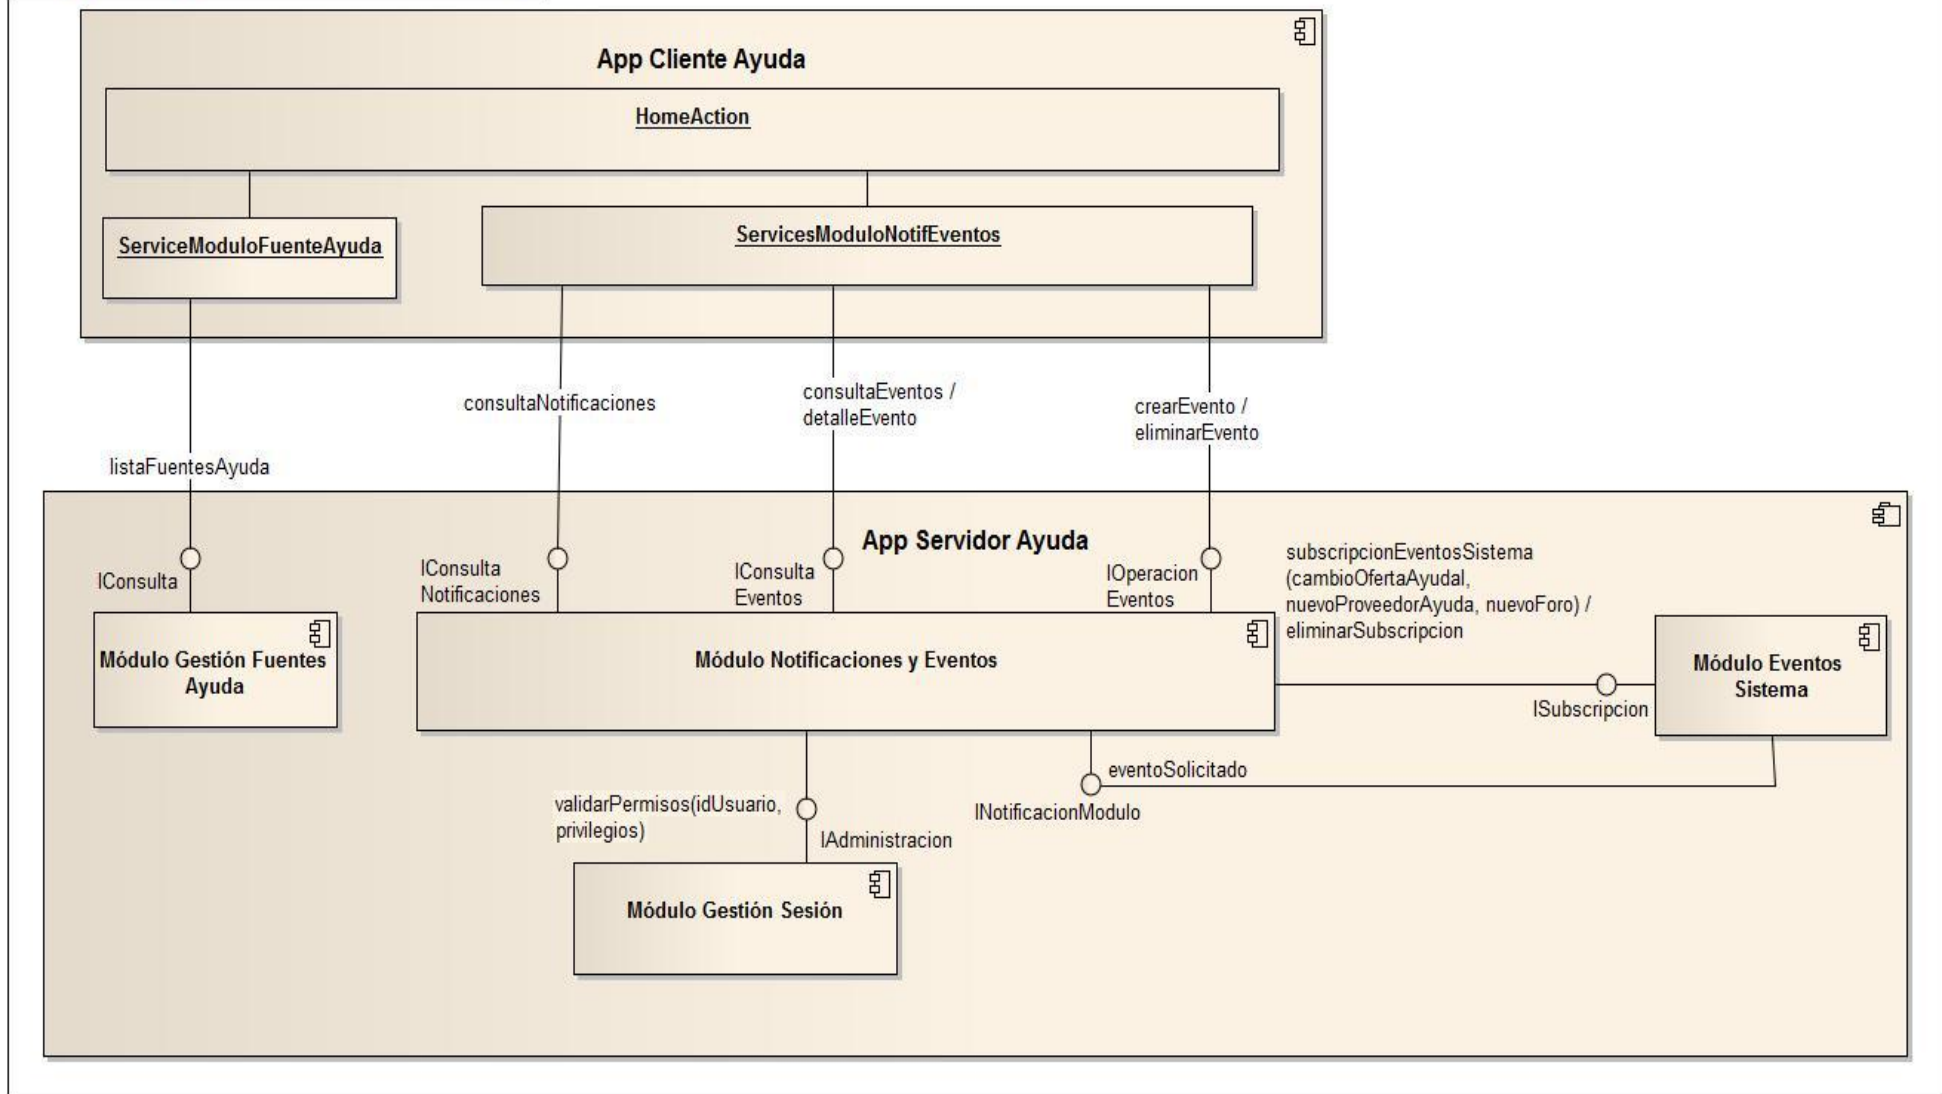 App Cliente Ayuda
HomeAction
ServiceModuloFuenteAyuda
ServicesModuloNotifEventos
consultaNotificaciones
consultaEventos /
detalleEvento
crearEvento /
eliminarEvento
listaFuentesAyuda
App Servidor Ayuda
IConsulta
IConsulta
Notificaciones
IConsulta
Eventos
IOperacion
Eventos
subscripcionEventosSistema
(cambioOfertaAyudal,
nuevoProveedorAyuda, nuevoForo) /
eliminarSubscripcion
Módulo Gestión Fuentes
Ayuda
Módulo Notificaciones y Eventos
Módulo Eventos
Sistema
ISubscripcion
eventoSolicitado
INotificacionModulo
validarPermisos(idUsuario,
privilegios)
IAdministracion
Módulo Gestión Sesión